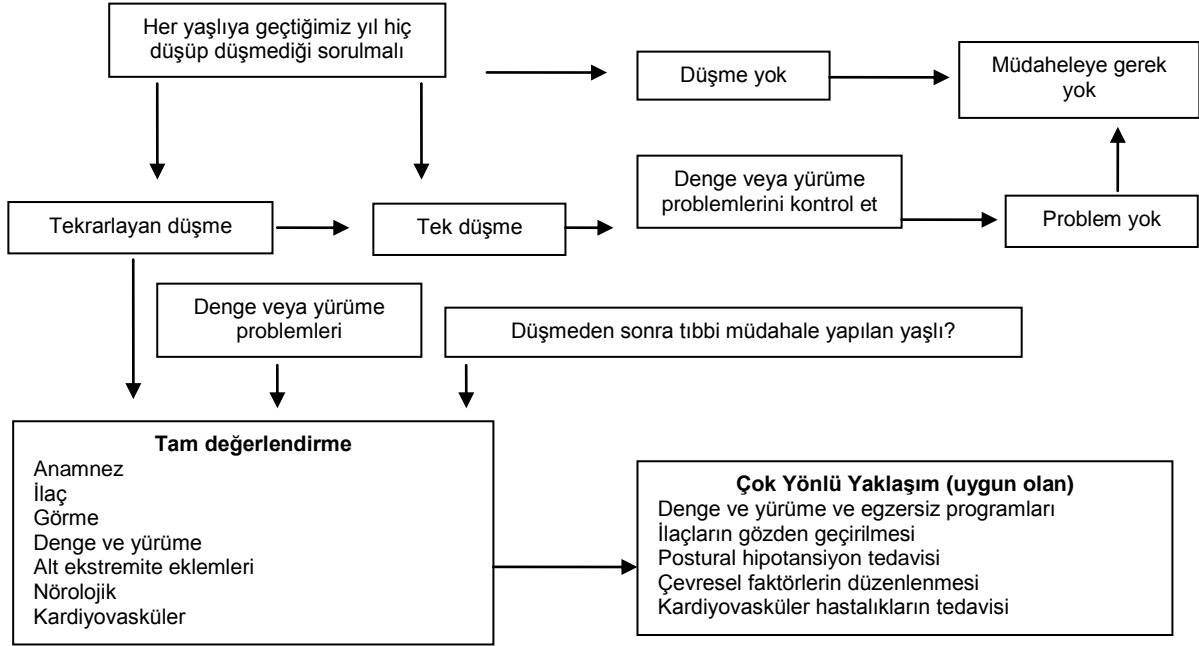 Her yaşlıya geçtiğimiz yıl hiç
düşüp düşmediği sorulmalı
Düşme yok
Müdaheleye gerek
yok
Tekrarlayan düşme
Tek düşme
Denge veya yürüme
problemlerini kontrol et
Problem yok
Denge veya yürüme
problemleri
Düşmeden sonra tıbbi müdahale yapılan yaşlı?
Tam değerlendirme
Anamnez
İlaç
Görme
Denge ve yürüme
Alt ekstremite eklemleri
Nörolojik
Kardiyovasküler
Çok Yönlü Yaklaşım (uygun olan)
Denge ve yürüme ve egzersiz programları
İlaçların gözden geçirilmesi
Postural hipotansiyon tedavisi
Çevresel faktörlerin düzenlenmesi
Kardiyovasküler hastalıkların tedavisi